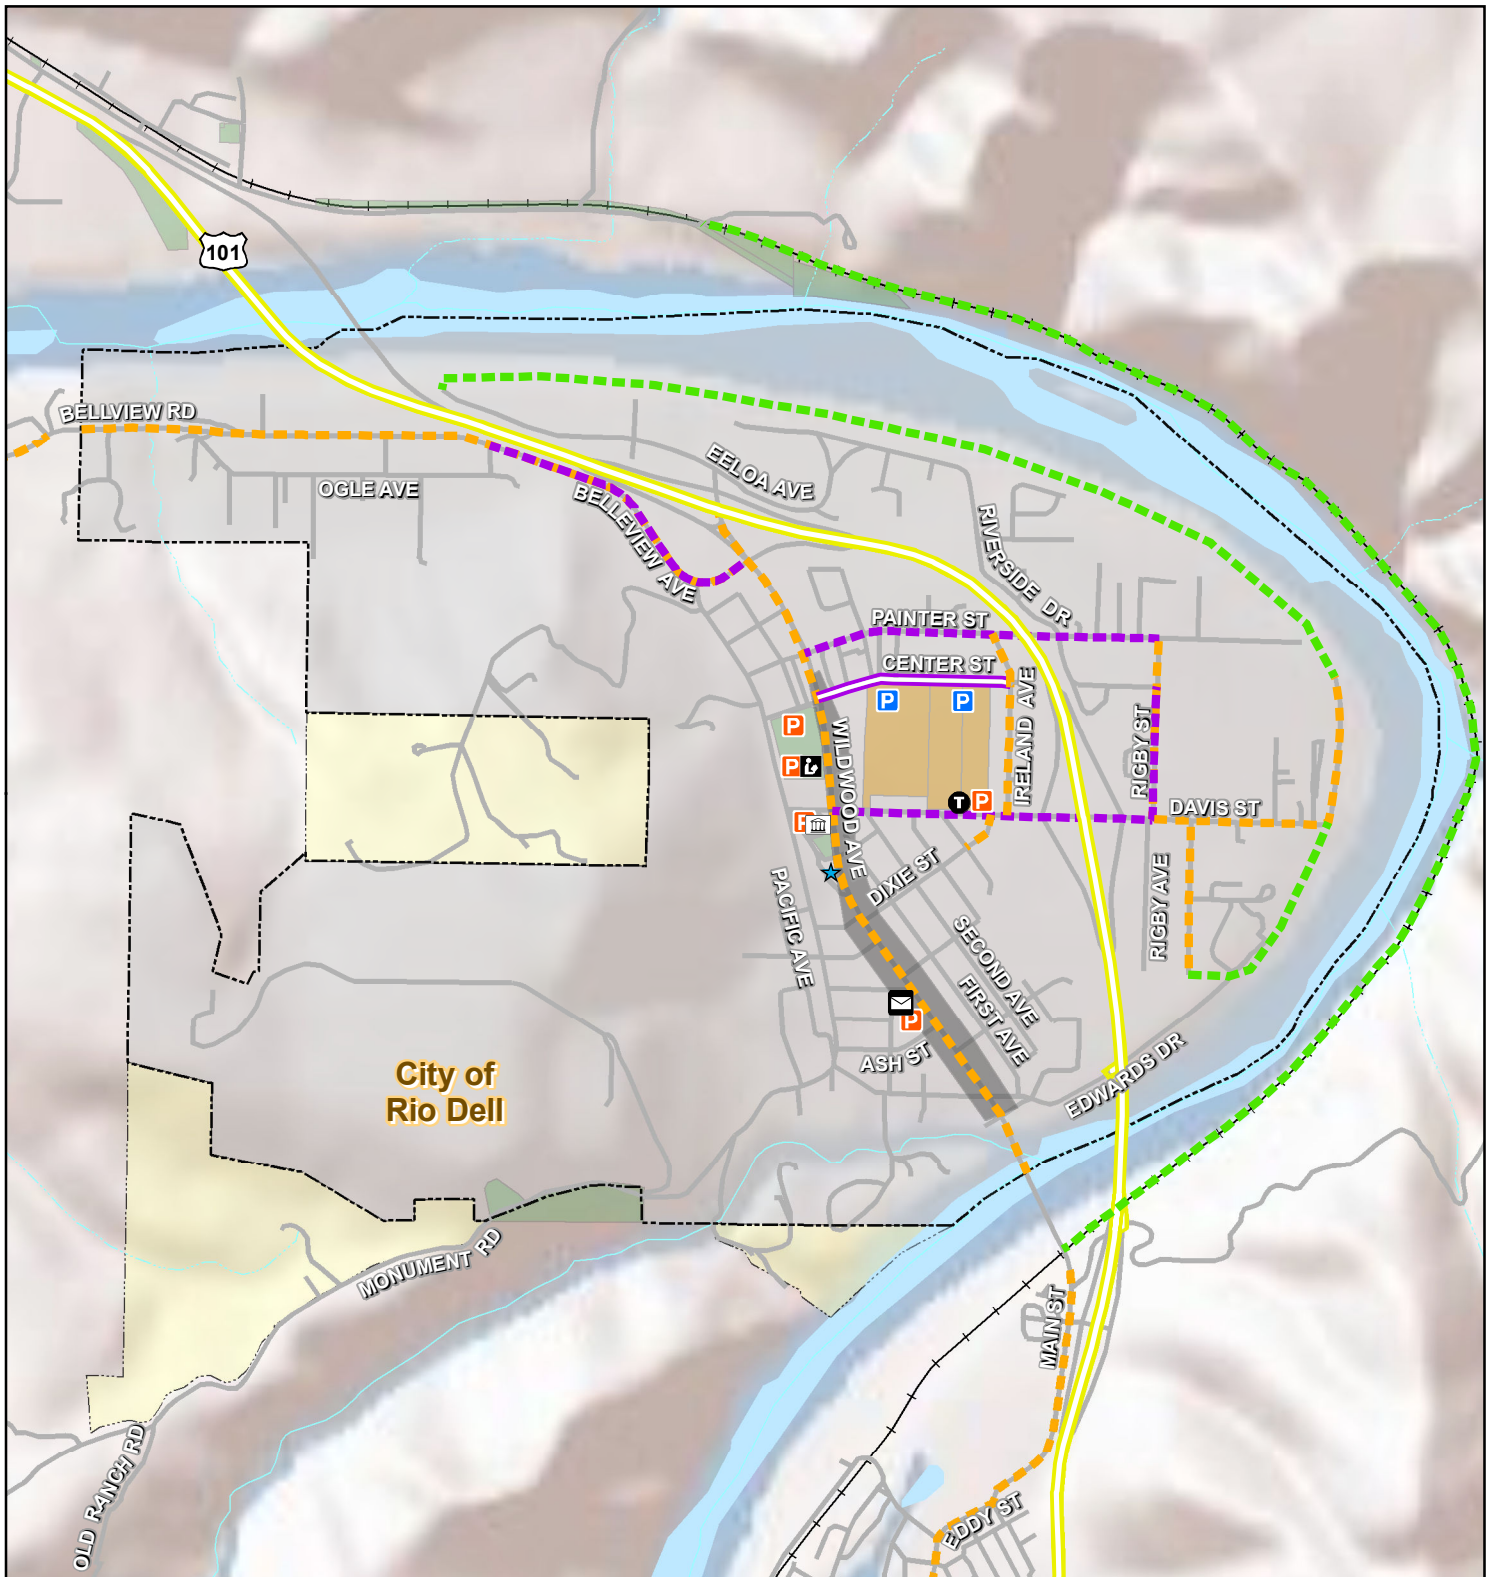 101
BELLVIEW RD
OGLE AVE
EELOA AVE
BELLEVIEW AVE
RIVERSIDE DR
PAINTER ST
CENTER ST
P
P
IRELAND AVE
P
WILDWOOD AVE
RIGBY ST
P
T
P
DAVIS ST
P
DIXIE ST
PACIFIC AVE
RIGBY AVE
SECOND AVE
FIRST AVE
P
ASH ST
EDWARDS DR
City of
Rio Dell
MONUMENT RD
MAIN ST
OLD RANCH RD
EDDY ST